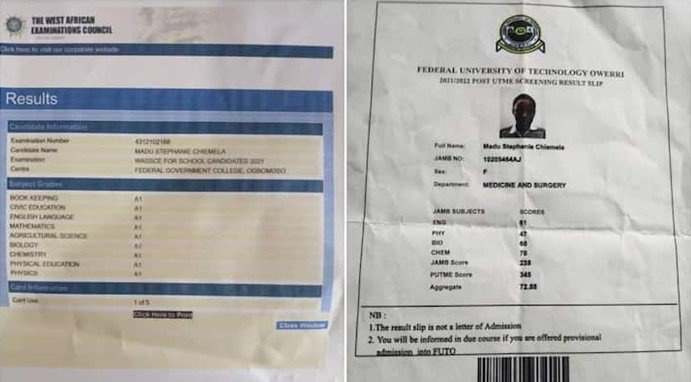 THE WEST AFRICAN
EXAMINATIONS COUNCIL
Click here to visit our corporate website
Results
Candidate Information
Examination Number 4312102168
Candidate Name MADU STEPHANIE CHIEMELA
Examination WASSCE FOR SCHOOL CANDIDATES 2021
Centre FEDERAL GOVERNMENT COLLEGE, OGBOMOSO
Subject Grades
BOOK KEEPING A1
CIVIC EDUCATION A1
ENGLISH LANGUAGE A1
MATHEMATICS A1
AGRICULTURAL SCIENCE A1
BIOLOGY A1
CHEMISTRY A1
PHYSICAL EDUCATION A1
PHYSICS A1
Card Information
Card Use 1 of 5
Click Here to Print
Close Window
FEDERAL UNIVERSITY OF TECHNOLOGY OWERRI
2021/2022 POST UTME SCREENING RESULT SLIP
Full Name: Madu Stephanie Chiemela
JAMB NO: 10205464AJ
Sex: F
Department: MEDICINE AND SURGERY
JAMB SUBJECTS SCORES
ENG 61
PHY 47
BIO
CHEM 70
JAMB Score
PUTME Score 345
Aggregate 72.88
NB :
1.The result slip is not a letter of Admission
2. You will be informed in due course if you are offered provisional
admission into FUTO